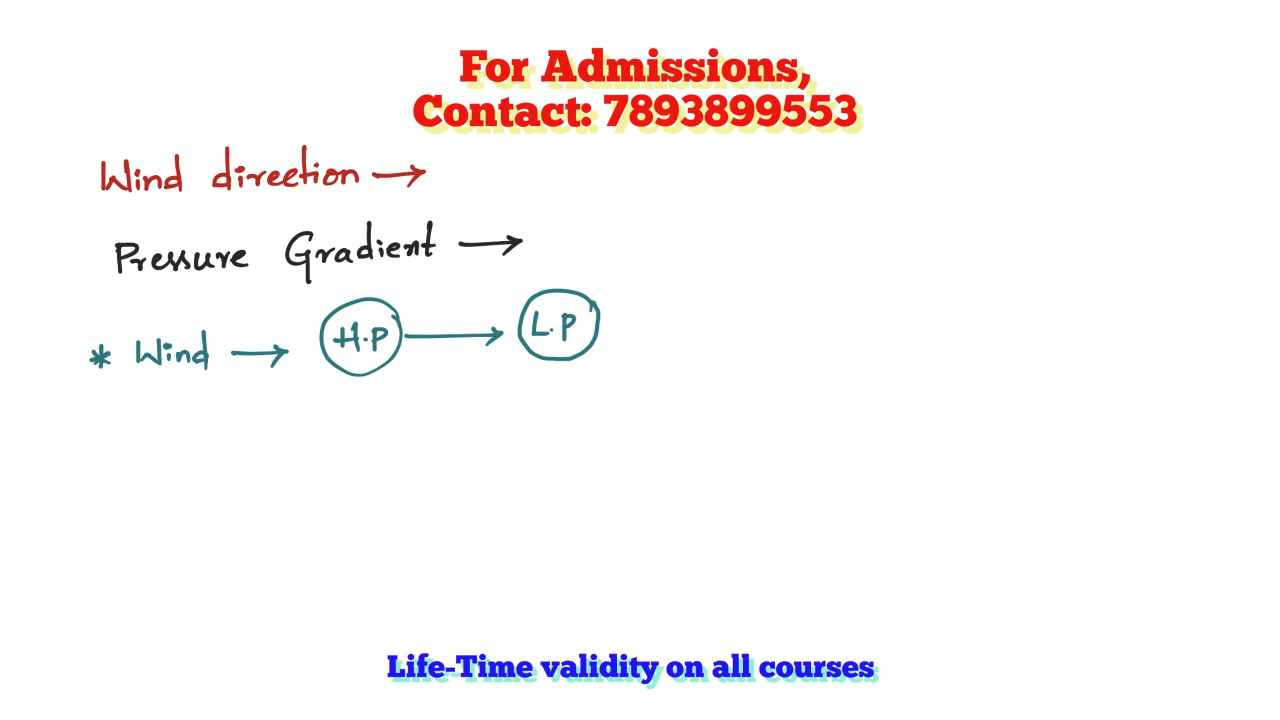 For Admissions,
Contact: 7893899553
Wind direction →
Pressure Gradient →
* Wind → H.P → L.P
Life-Time validity on all courses